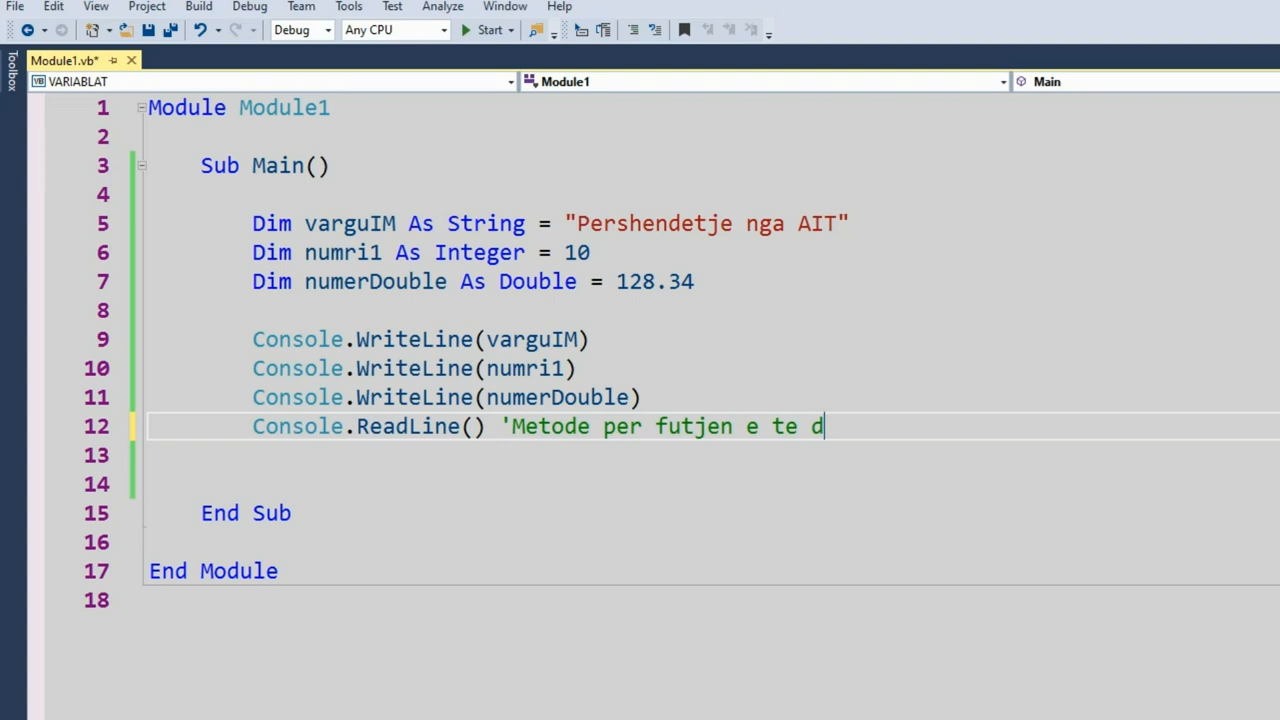 File Edit View Project Build Debug Team Tools Test Analyze Window Help
Debug Any CPU Start
Toolbox
Module1.vb*
VB VARIABLAT Module1 Main
1 Module Module1
2
3 Sub Main()
4
5 Dim varguIM As String = "Pershendetje nga AIT"
6 Dim numri1 As Integer = 10
7 Dim numerDouble As Double = 128.34
8
9 Console.WriteLine(varguIM)
10 Console.WriteLine(numri1)
11 Console.WriteLine(numerDouble)
12 Console.ReadLine() 'Metode per futjen e te d
13
14
15 End Sub
16
17 End Module
18